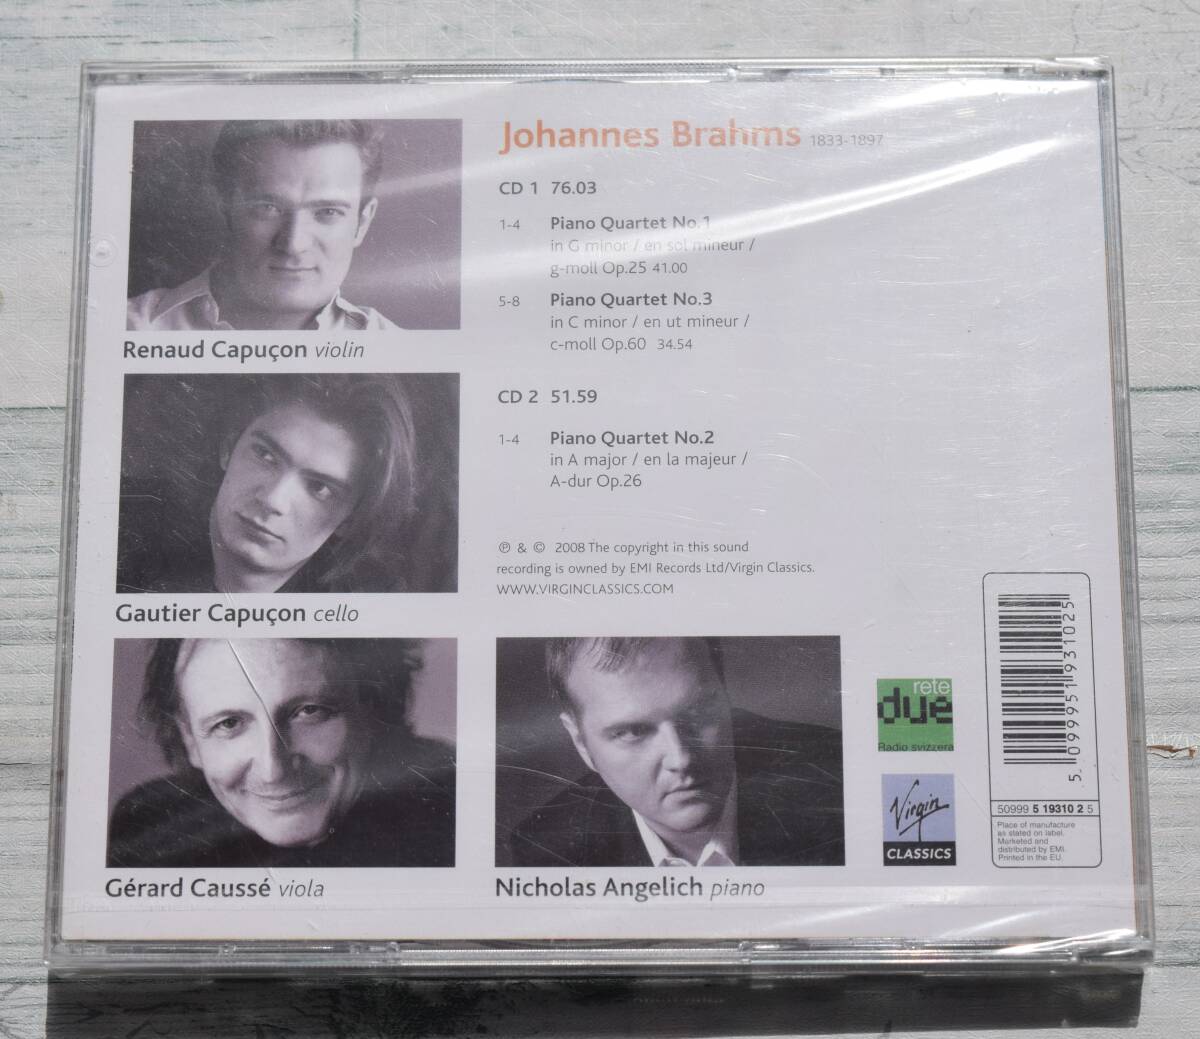 Johannes Brahms 1833-1897
CD 1 76.03
1-4 Piano Quartet No.1
in G minor / en sol mineur /
g-moll Op.25 41.00
5-8 Piano Quartet No.3
in C minor / en ut mineur /
c-moll Op.60 34.54
CD 2 51.59
1-4 Piano Quartet No.2
in A major / en la majeur /
A-dur Op.26
℗ & © 2008 The copyright in this sound
recording is owned by EMI Records Ltd/Virgin Classics.
WWW.VIRGINCLASSICS.COM
Renaud Capuçon violin
Gautier Capuçon cello
Gérard Caussé viola
Nicholas Angelich piano
rete
due
Radio svizzera
Virgin
CLASSICS
5 099951 931025
50999 5 19310 2 5
Place of manufacture
as stated on label.
Marketed and
distributed by EMI.
Printed in the EU.